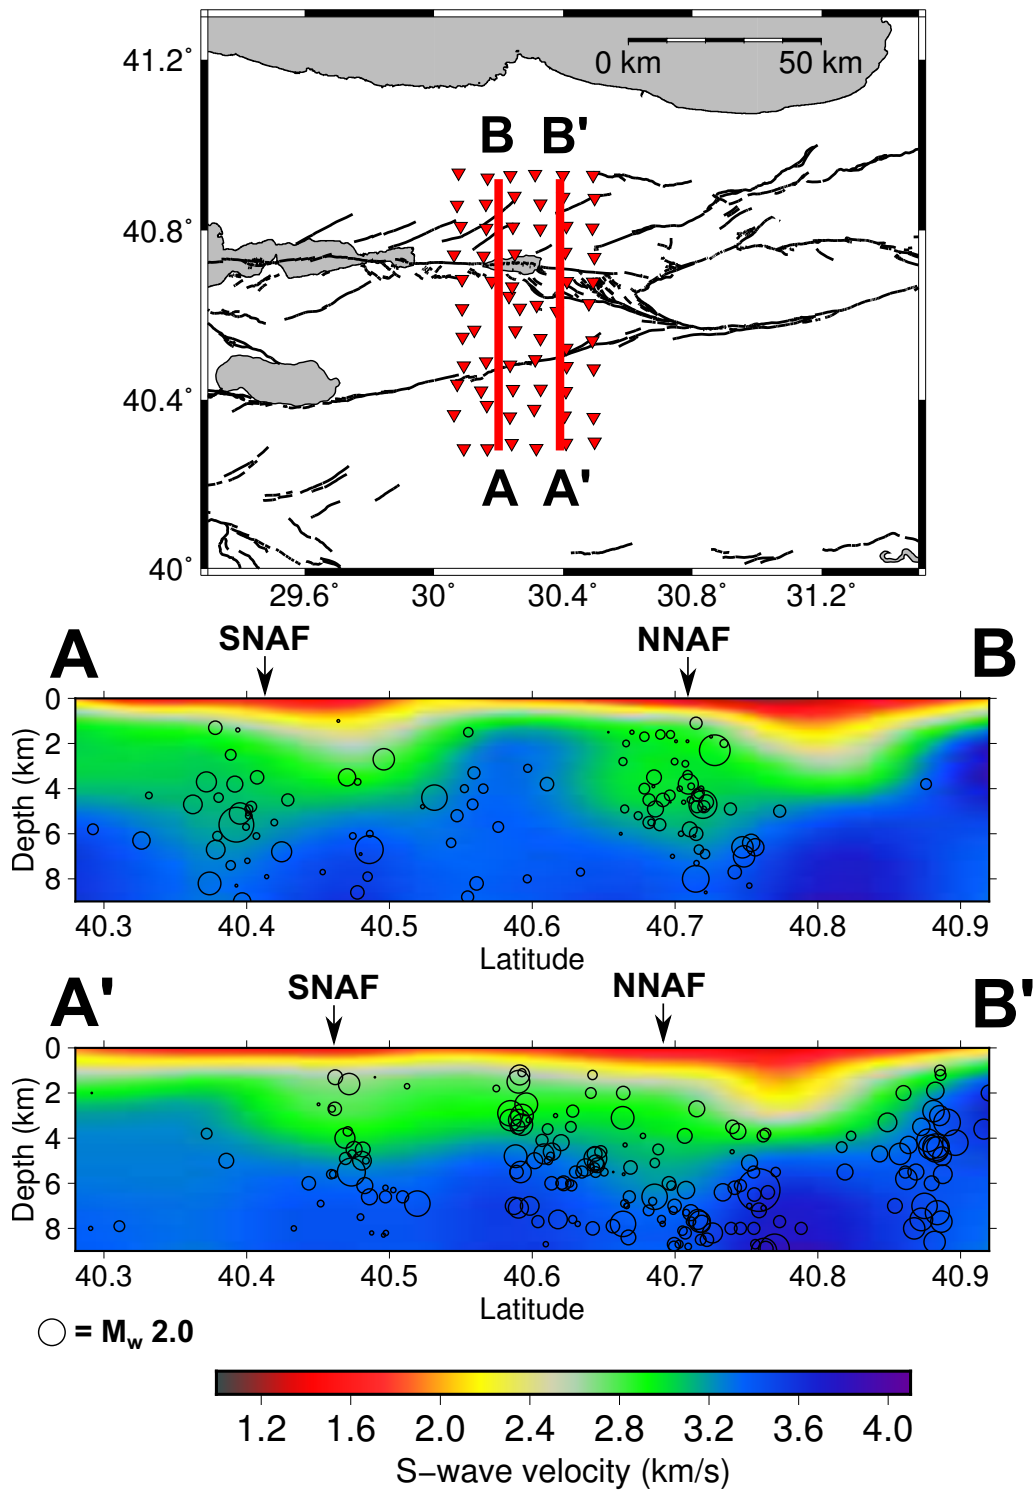 41.2°
40.8°
40.4°
40°
0 km 50 km
B B'
A A'
29.6° 30° 30.4° 30.8° 31.2°
A SNAF NNAF B
0
2
4
6
8
Depth (km)
40.3 40.4 40.5 40.6 40.7 40.8 40.9
Latitude
A' SNAF NNAF B'
0
2
4
6
8
Depth (km)
40.3 40.4 40.5 40.6 40.7 40.8 40.9
Latitude
= Mw 2.0
1.2 1.6 2.0 2.4 2.8 3.2 3.6 4.0
S−wave velocity (km/s)